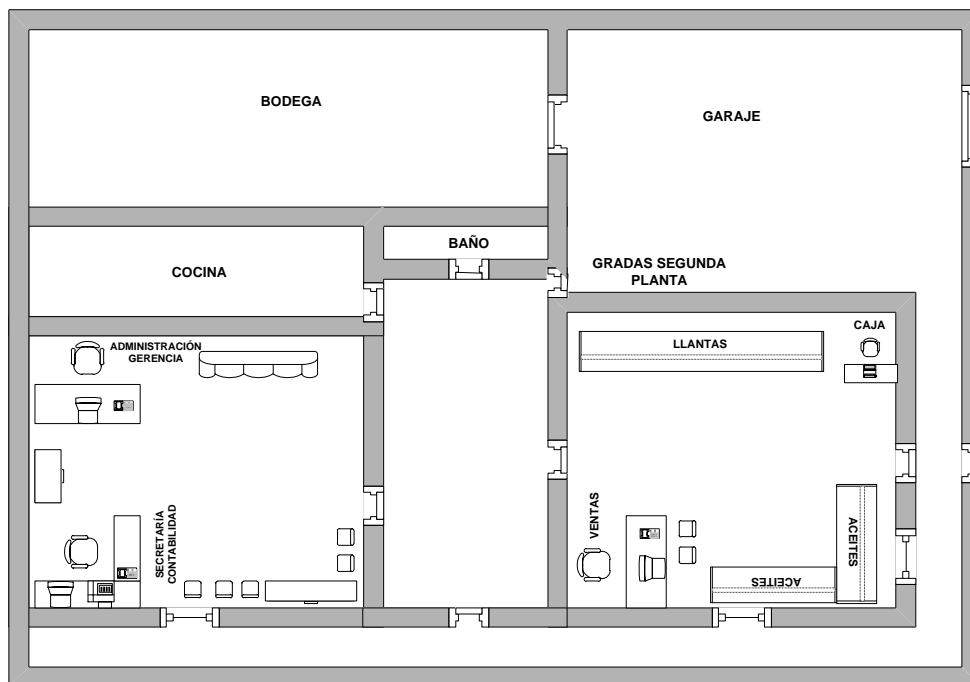 BODEGA
GARAJE
BAÑO
COCINA
GRADAS SEGUNDA
PLANTA
ADMINISTRACIÓN
GERENCIA
CAJA
LLANTAS
SECRETARÍA
CONTABILIDAD
VENTAS
ACEITES
ACEITES